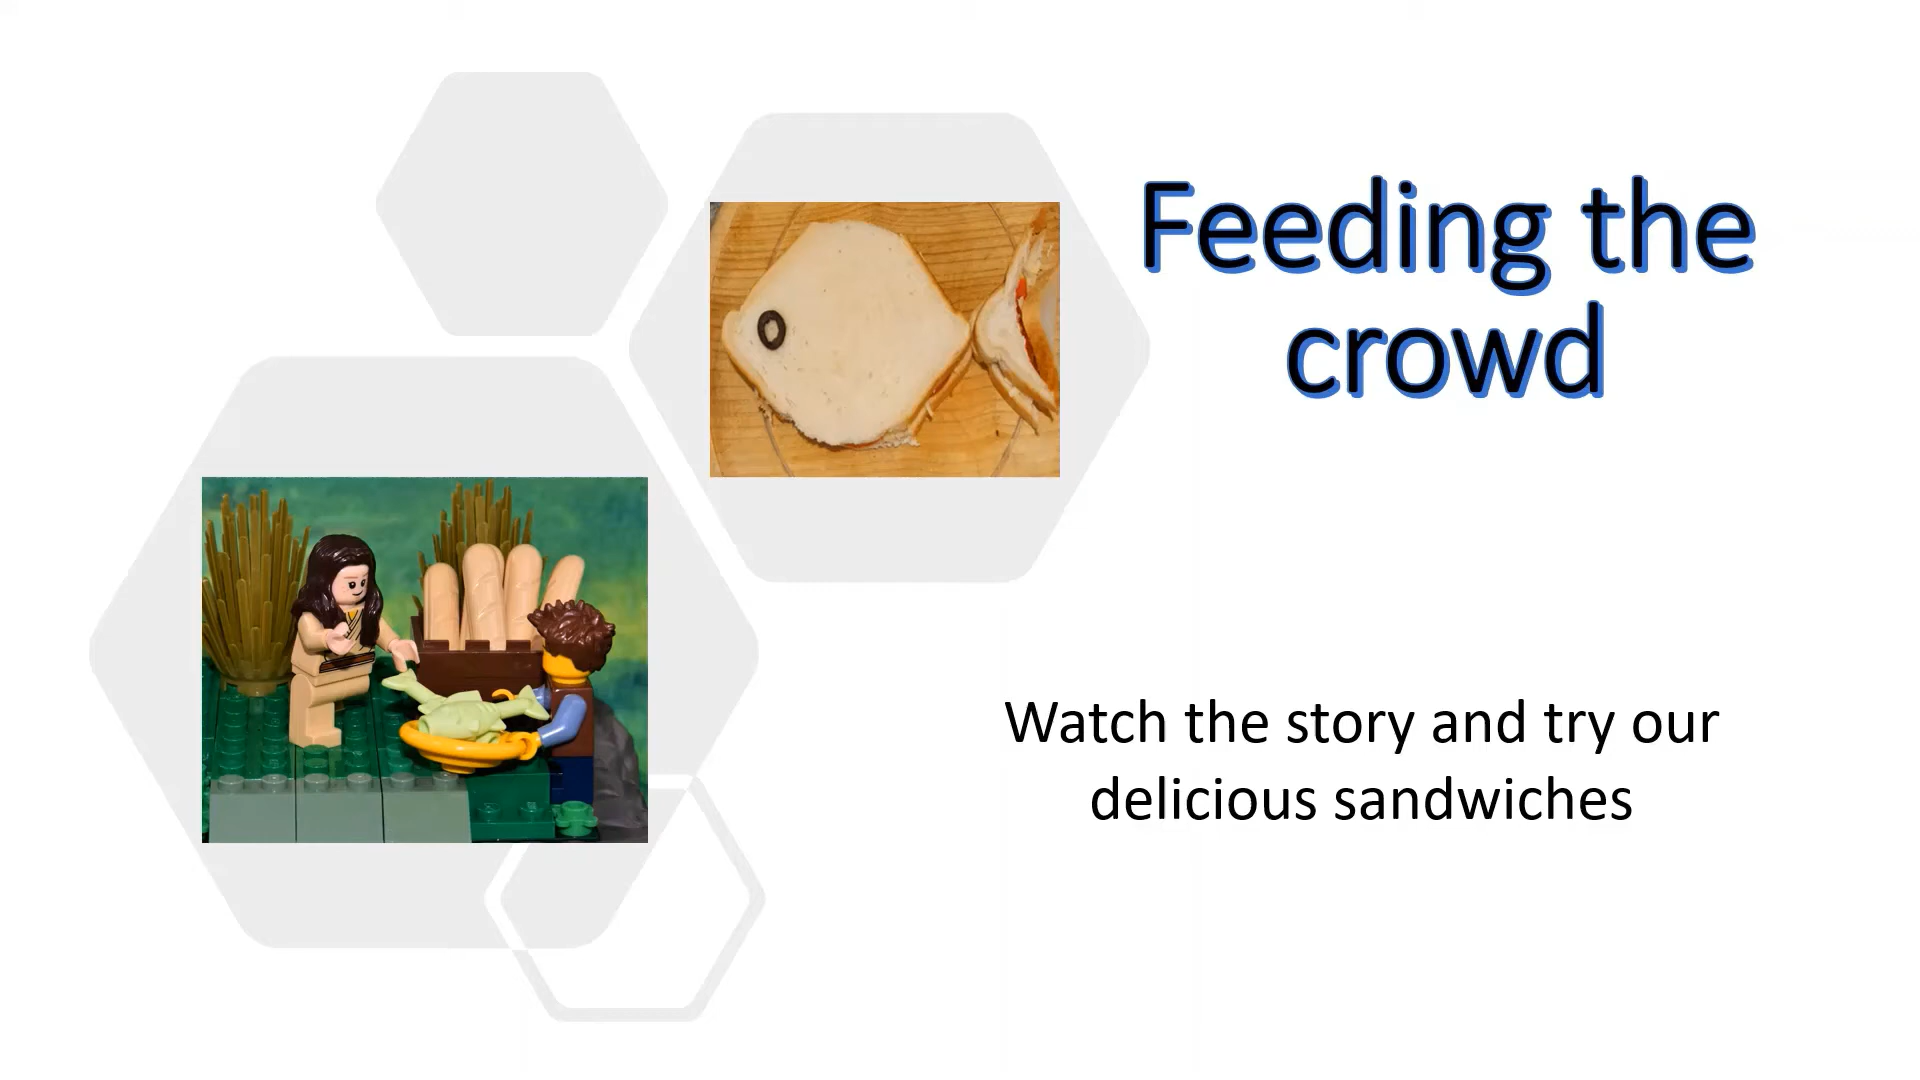 Feeding the
crowd
Watch the story and try our
delicious sandwiches